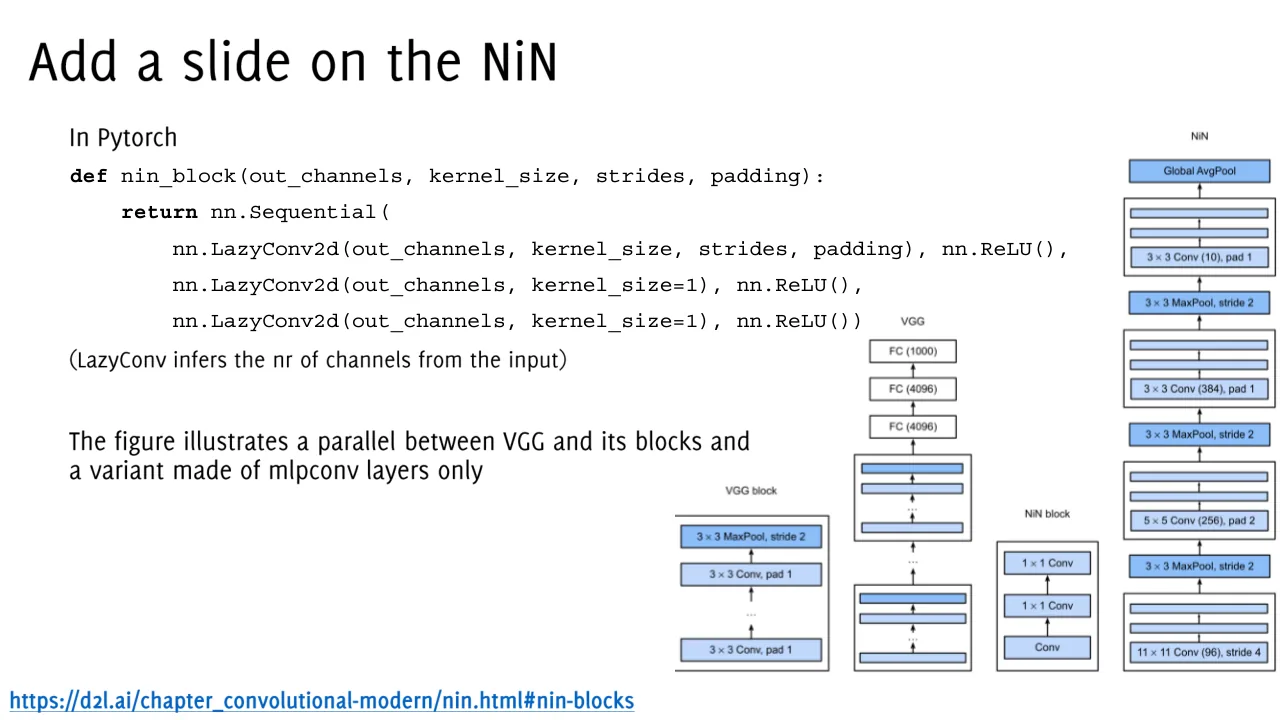 Add a slide on the NiN
In Pytorch
def nin_block(out_channels, kernel_size, strides, padding):
return nn.Sequential(
nn.LazyConv2d(out_channels, kernel_size, strides, padding), nn.ReLU(),
nn.LazyConv2d(out_channels, kernel_size=1), nn.ReLU(),
nn.LazyConv2d(out_channels, kernel_size=1), nn.ReLU())
(LazyConv infers the nr of channels from the input)
The figure illustrates a parallel between VGG and its blocks and
a variant made of mlpconv layers only
VGG block
3 × 3 MaxPool, stride 2
3 × 3 Conv, pad 1
...
3 × 3 Conv, pad 1
VGG
FC (1000)
FC (4096)
FC (4096)
...
...
...
NiN block
1 × 1 Conv
1 × 1 Conv
Conv
NiN
Global AvgPool
3 × 3 Conv (10), pad 1
3 × 3 MaxPool, stride 2
3 × 3 Conv (384), pad 1
3 × 3 MaxPool, stride 2
5 × 5 Conv (256), pad 2
3 × 3 MaxPool, stride 2
11 × 11 Conv (96), stride 4
https://d2l.ai/chapter_convolutional-modern/nin.html#nin-blocks